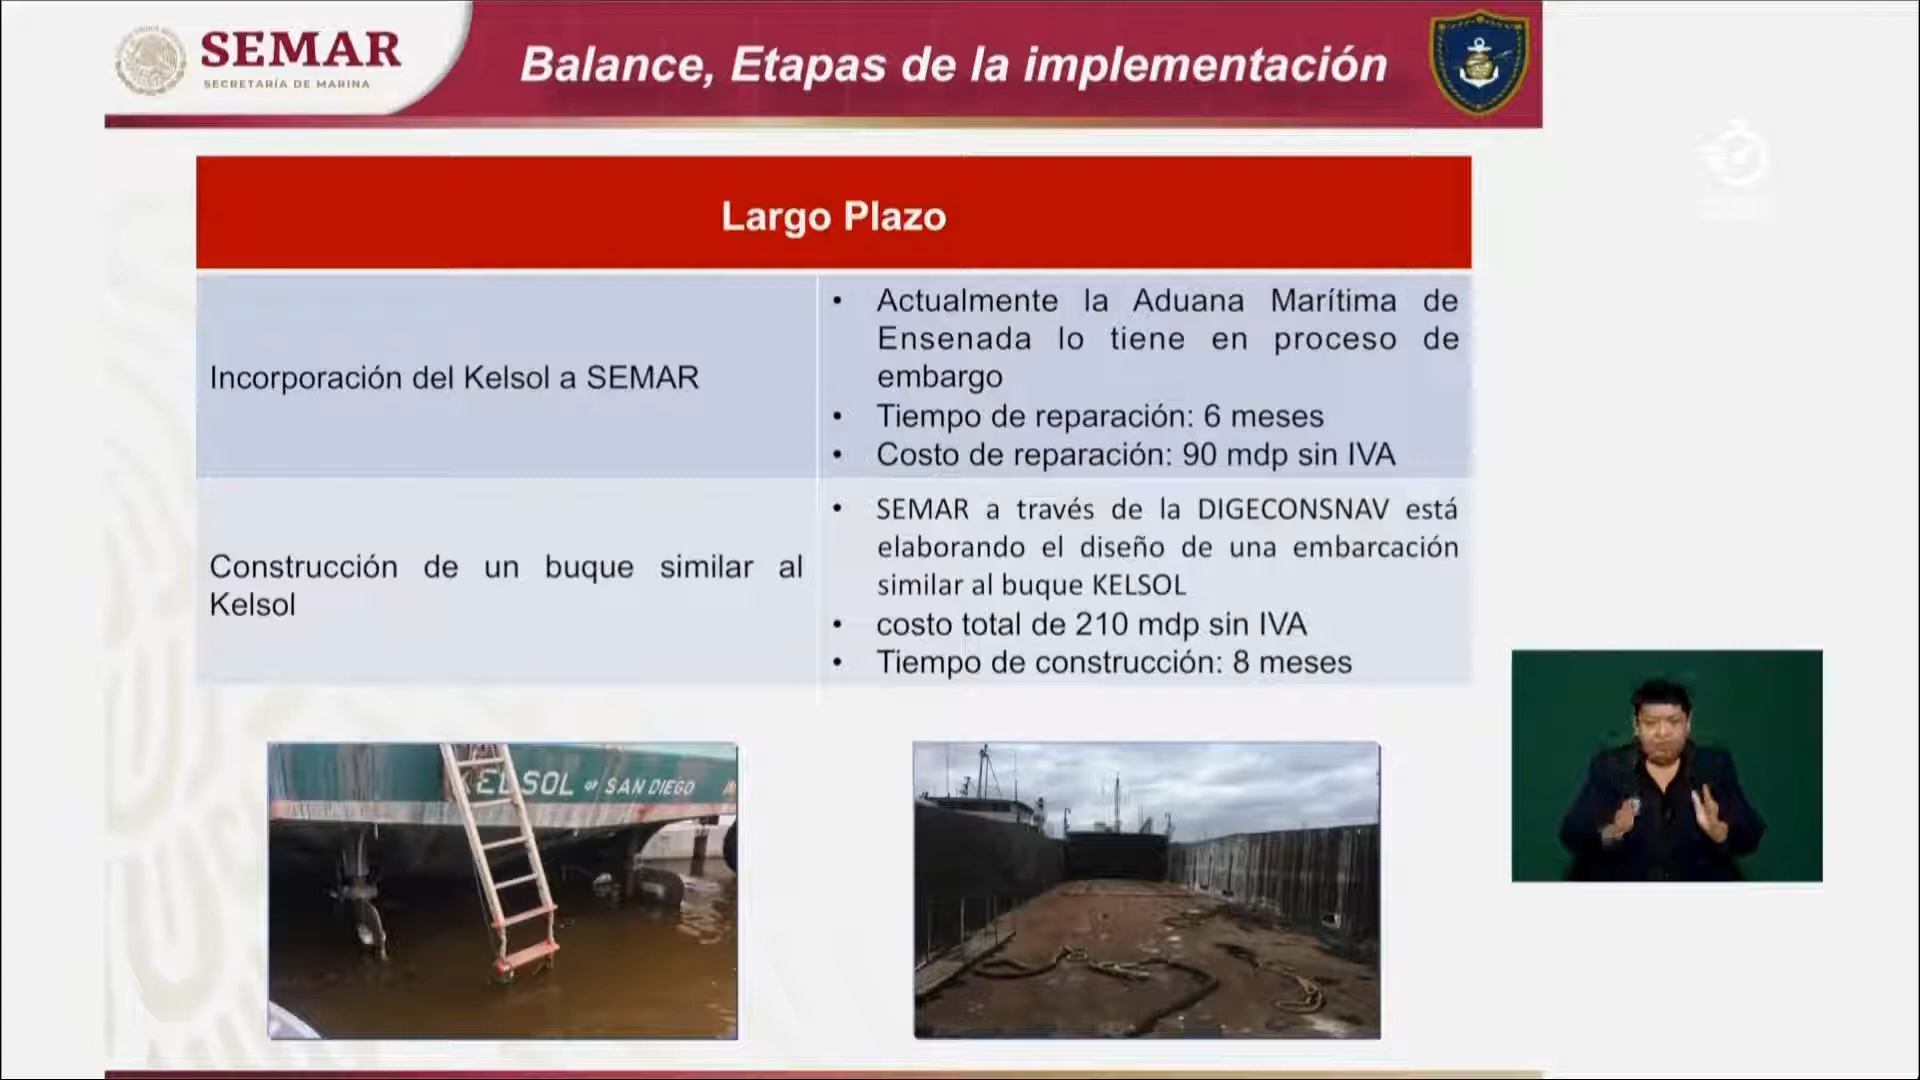 SEMAR
SECRETARÍA DE MARINA
Balance, Etapas de la implementación
Largo Plazo
Incorporación del Kelsol a SEMAR
• Actualmente la Aduana Marítima de
Ensenada lo tiene en proceso de
embargo
• Tiempo de reparación: 6 meses
• Costo de reparación: 90 mdp sin IVA
Construcción de un buque similar al
Kelsol
• SEMAR a través de la DIGECONSNAV está
elaborando el diseño de una embarcación
similar al buque KELSOL
• costo total de 210 mdp sin IVA
• Tiempo de construcción: 8 meses
KELSOL OF SAN DIEGO